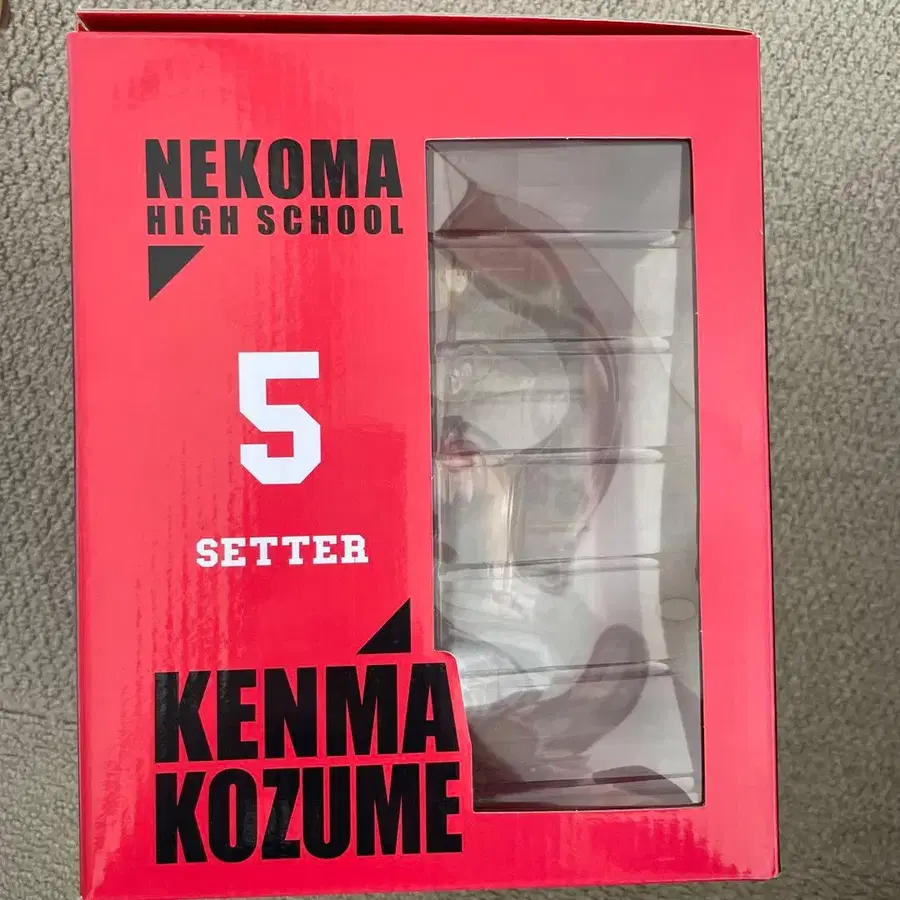 NEKOMA
HIGH SCHOOL
5
SETTER
KENMA
KOZUME